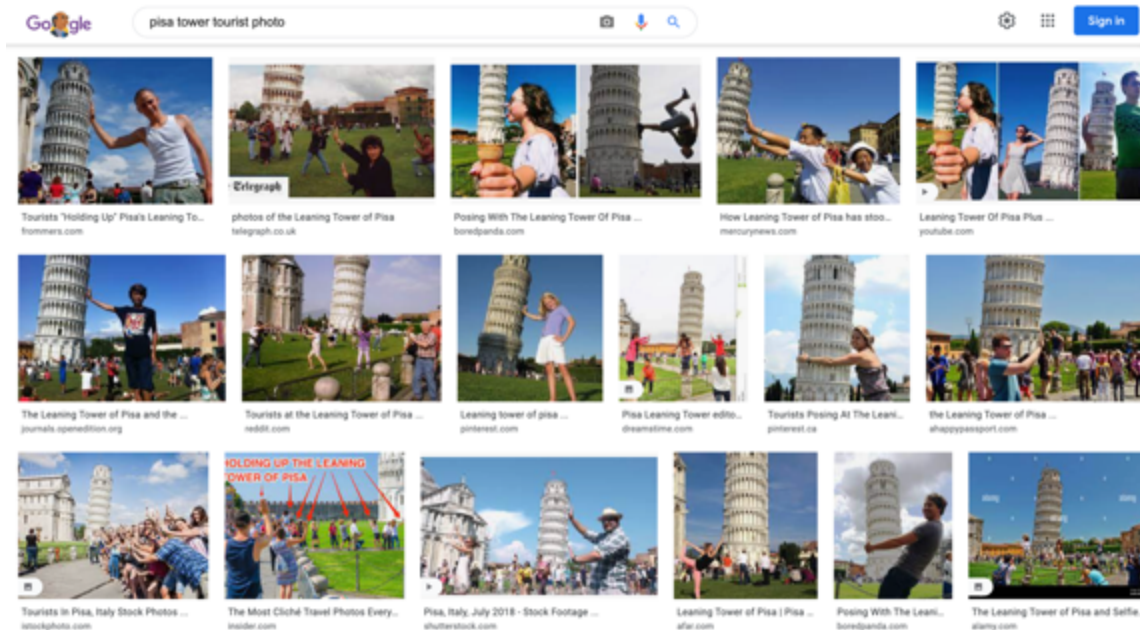 Google
pisa tower tourist photo
Sign in
Telegraph
Tourists "Holding Up" Pisa's Leaning To...
frommers.com
photos of the Leaning Tower of Pisa
telegraph.co.uk
Posing With The Leaning Tower Of Pisa ...
boredpanda.com
How Leaning Tower of Pisa has stoo...
mercurynews.com
Leaning Tower Of Pisa Plus ...
youtube.com
The Leaning Tower of Pisa and the ...
journals.openedition.org
Tourists at the Leaning Tower of Pisa ...
reddit.com
Leaning tower of pisa ...
pinterest.com
Pisa Leaning Tower edito...
dreamstime.com
Tourists Posing At The Leani...
pinterest.ca
the Leaning Tower of Pisa ...
ahappypassport.com
HOLDING UP THE LEANING
TOWER OF PISA
alamy
alamy
alamy
Tourists In Pisa, Italy Stock Photos ...
istockphoto.com
The Most Cliché Travel Photos Every...
insider.com
Pisa, Italy, July 2018 - Stock Footage ...
shutterstock.com
Leaning Tower of Pisa | Pisa ...
afar.com
Posing With The Leani...
boredpanda.com
The Leaning Tower of Pisa and Selfie...
alamy.com